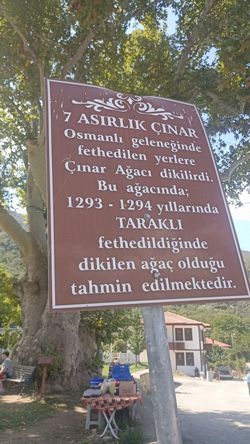 7 ASIRLIK ÇINAR
Osmanlı geleneğinde
fethedilen yerlere
Çınar Ağacı dikilirdi.
Bu ağacında;
1293 - 1294 yıllarında
TARAKLI
fethedildiğinde
dikilen ağaç olduğu
tahmin edilmektedir.